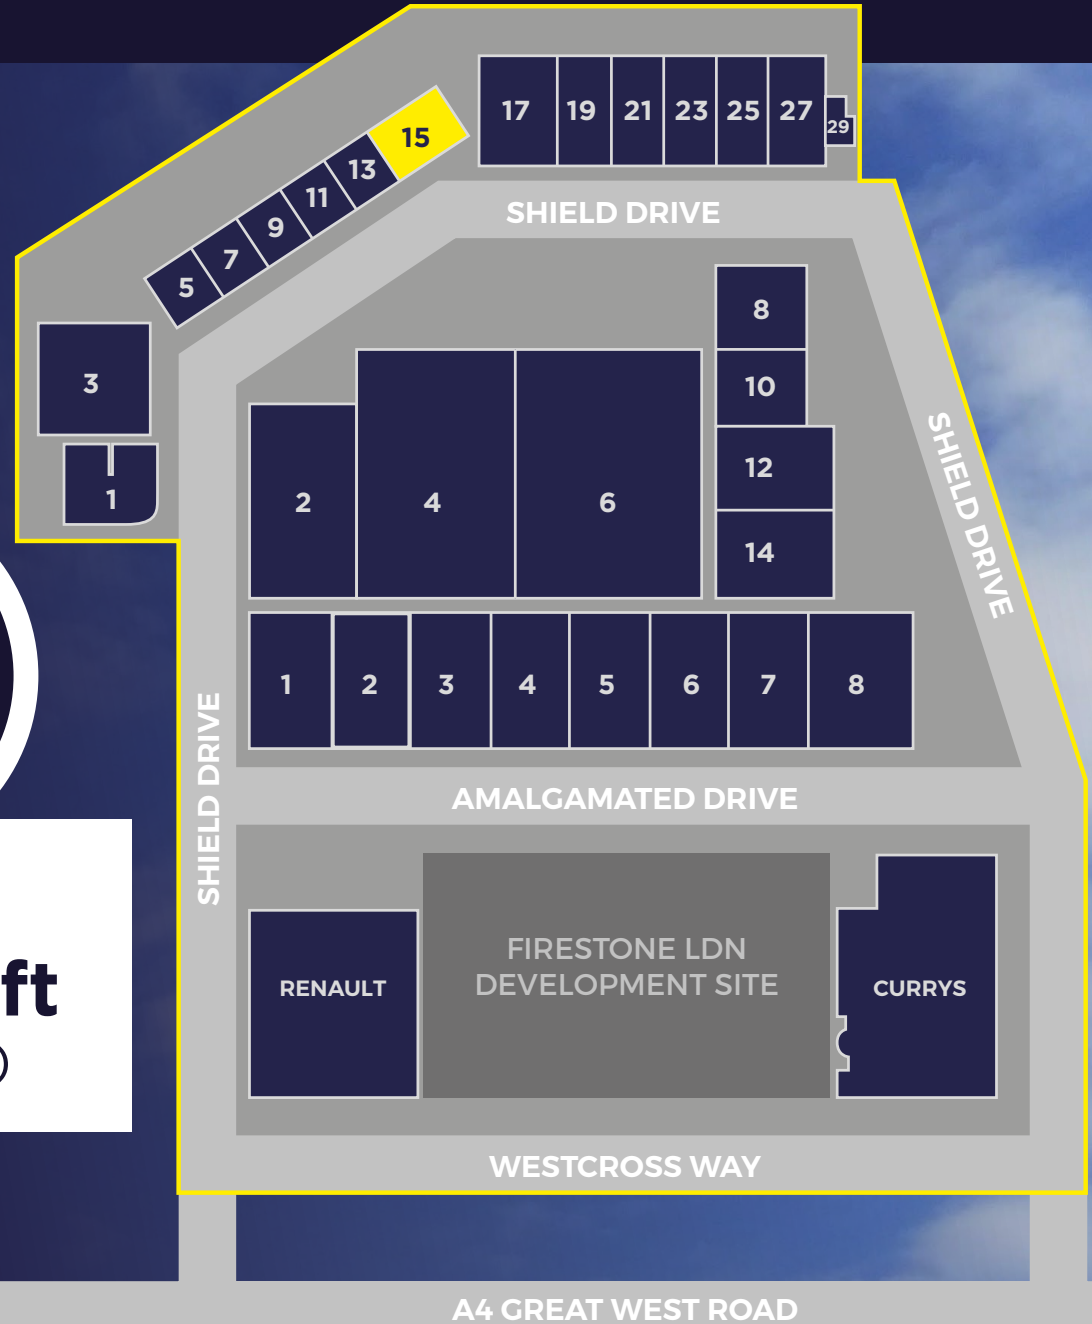 17
19
21
23
25
27
29
15
13
11
9
7
5
SHIELD DRIVE
3
1
8
10
12
14
2
4
6
SHIELD DRIVE
1
2
3
4
5
6
7
8
SHIELD DRIVE
AMALGAMATED DRIVE
FIRESTONE LDN
DEVELOPMENT SITE
RENAULT
CURRYS
ft
WESTCROSS WAY
A4 GREAT WEST ROAD